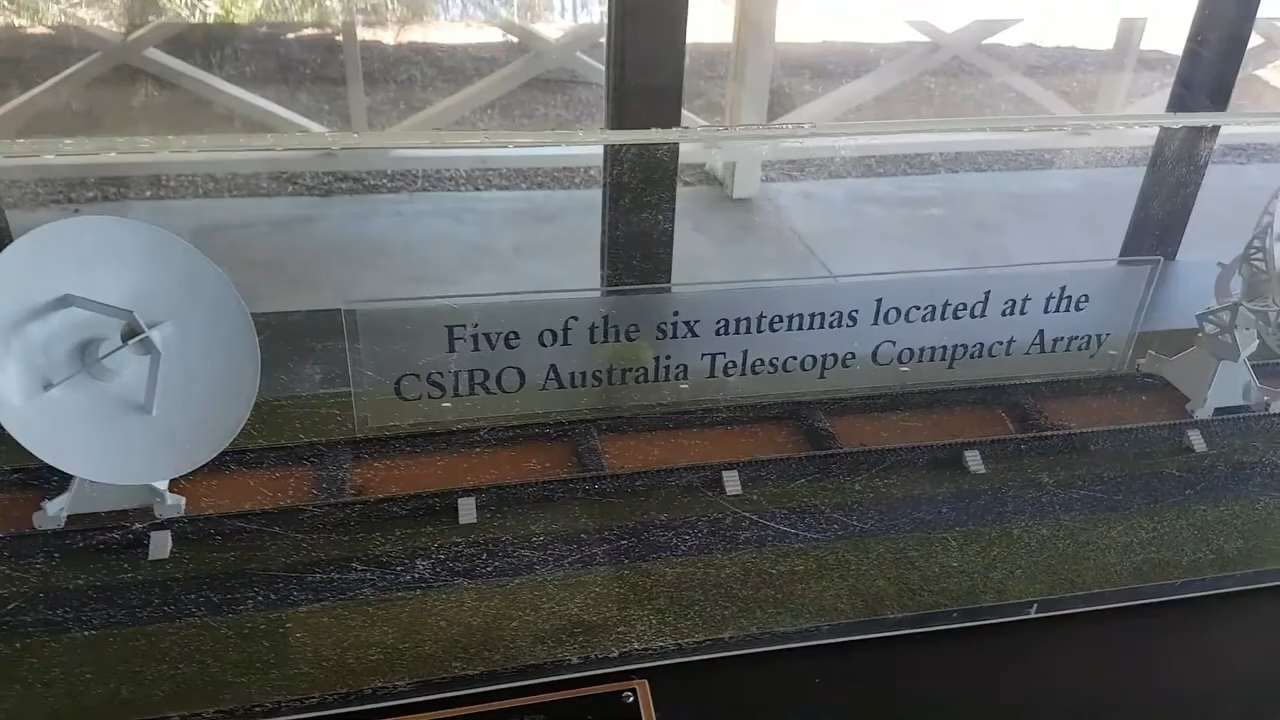 Five of the six antennas located at the
CSIRO Australia Telescope Compact Array